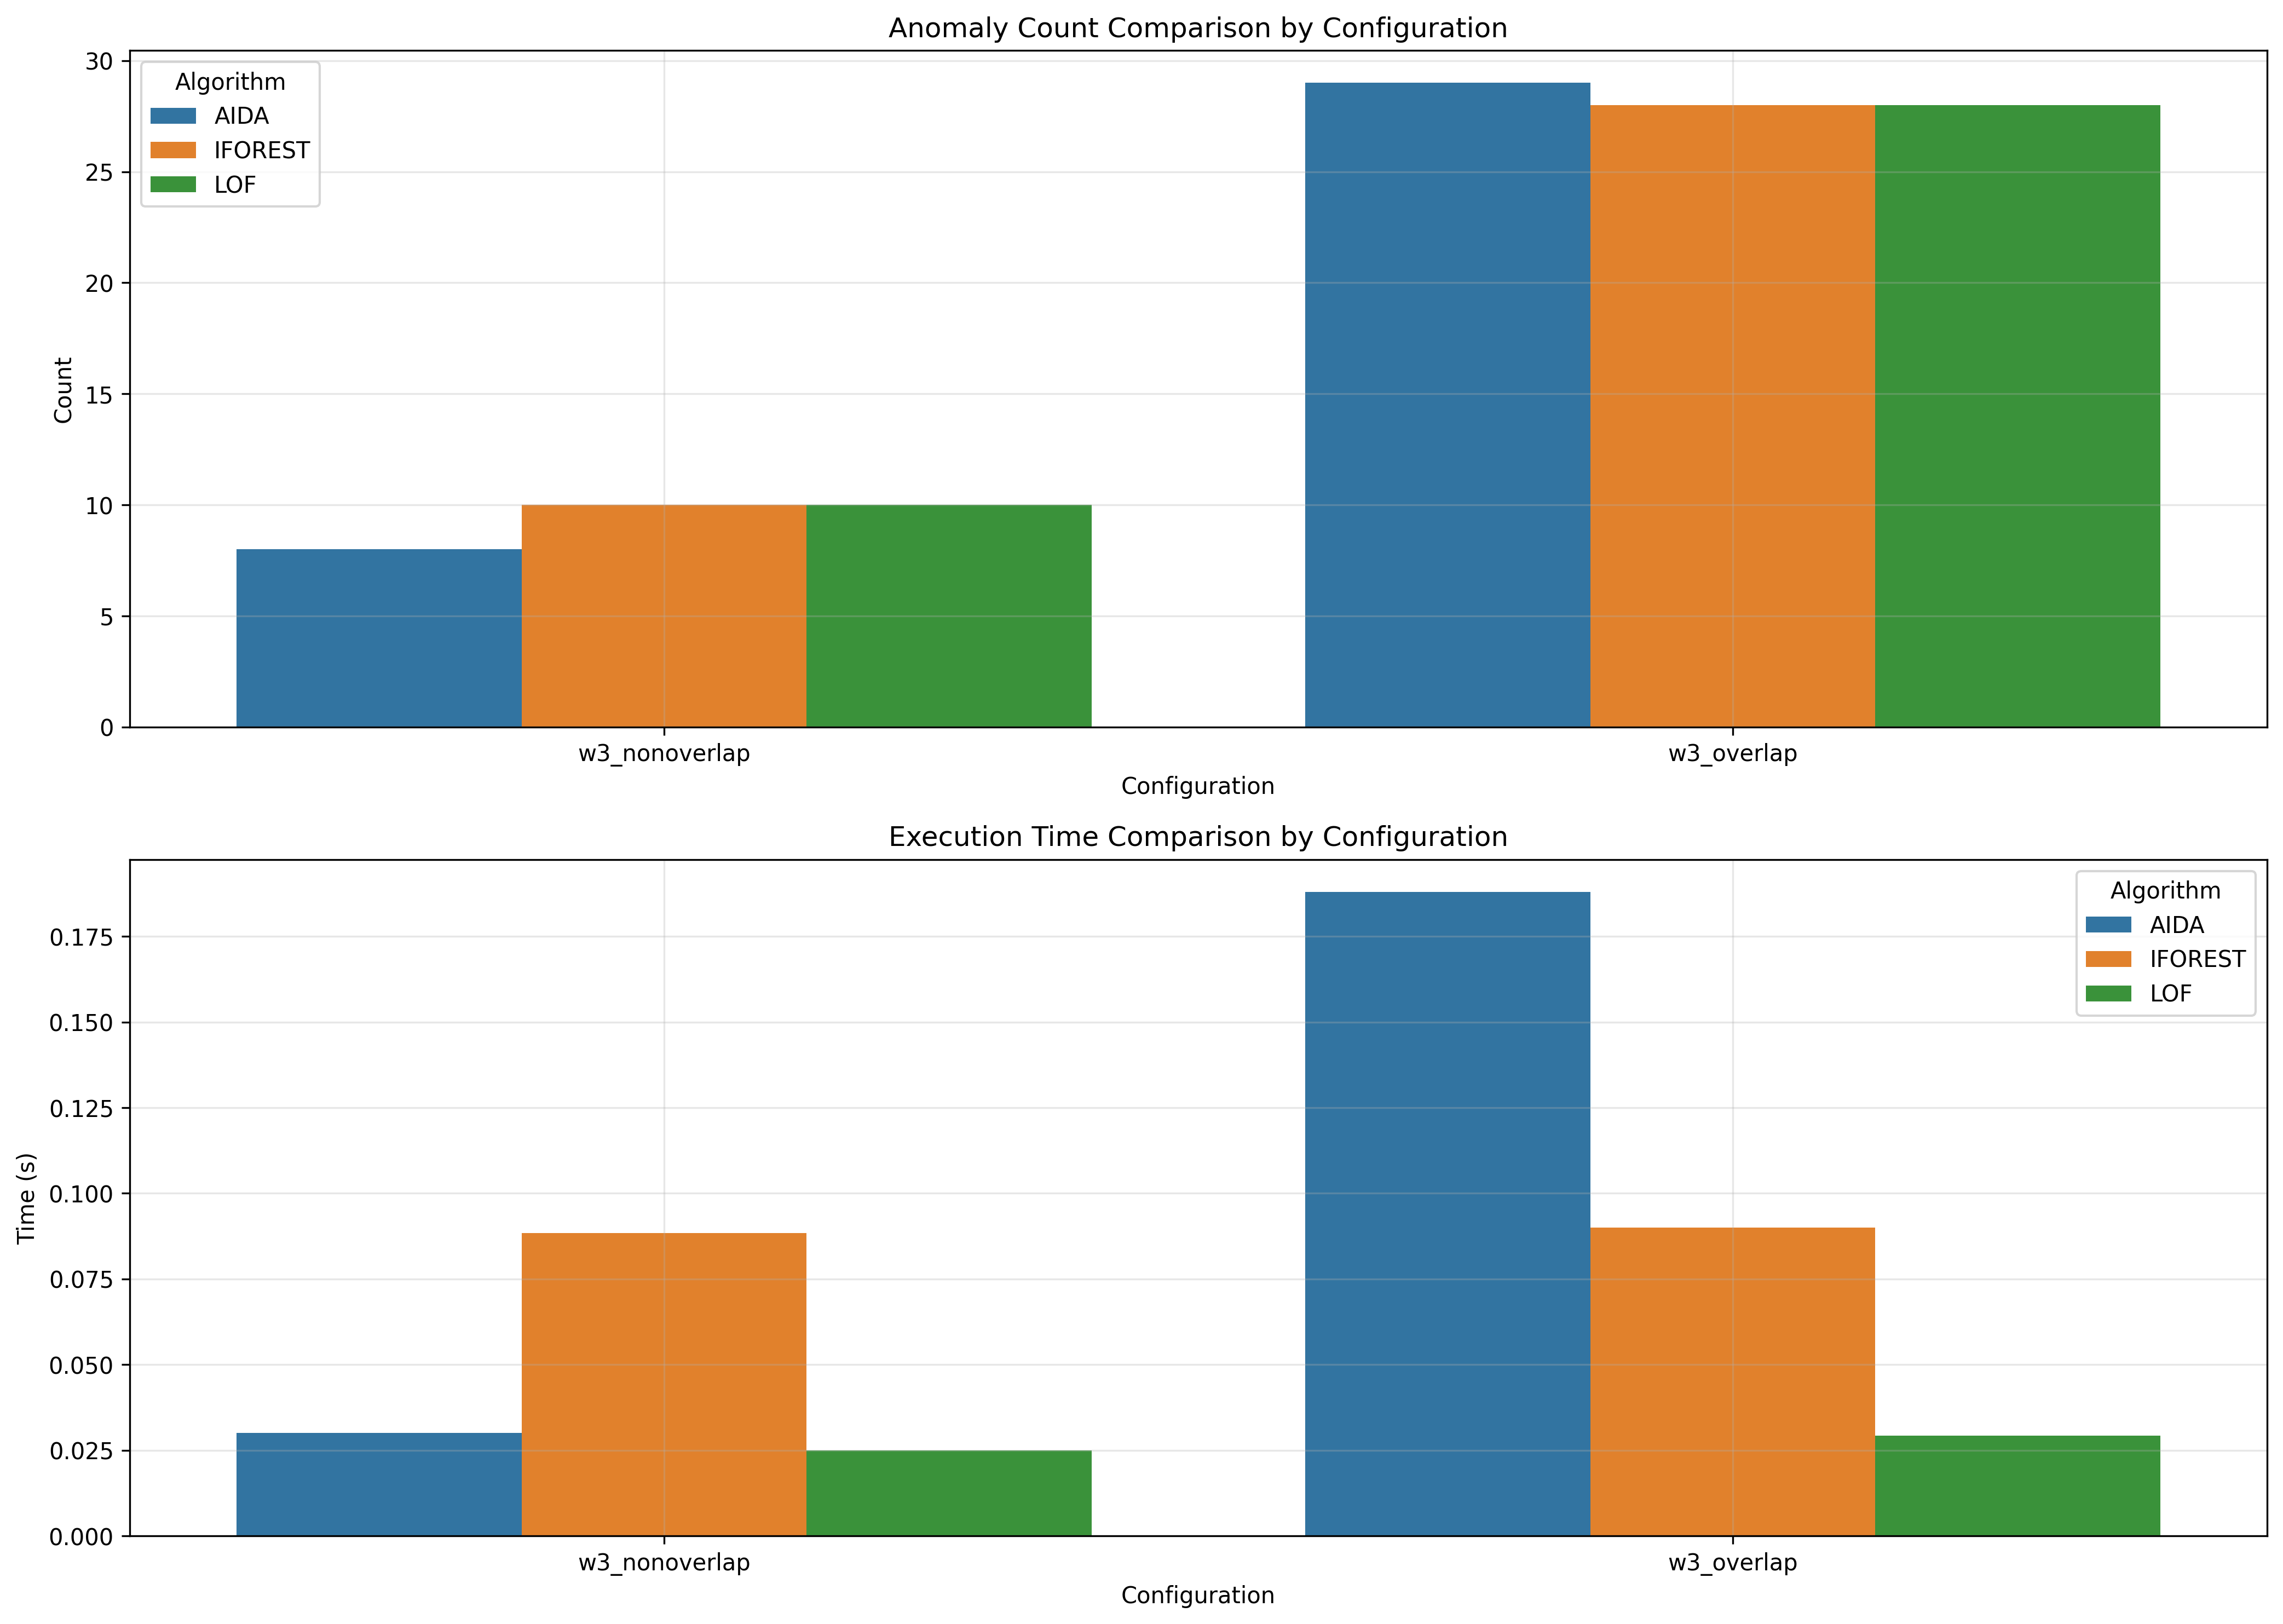 Anomaly Count Comparison by Configuration
30
25
20
15
10
5
0
Count
Algorithm
AIDA
IFOREST
LOF
w3_nonoverlap
w3_overlap
Configuration
Execution Time Comparison by Configuration
0.175
0.150
0.125
0.100
0.075
0.050
0.025
0.000
Time (s)
Algorithm
AIDA
IFOREST
LOF
w3_nonoverlap
w3_overlap
Configuration